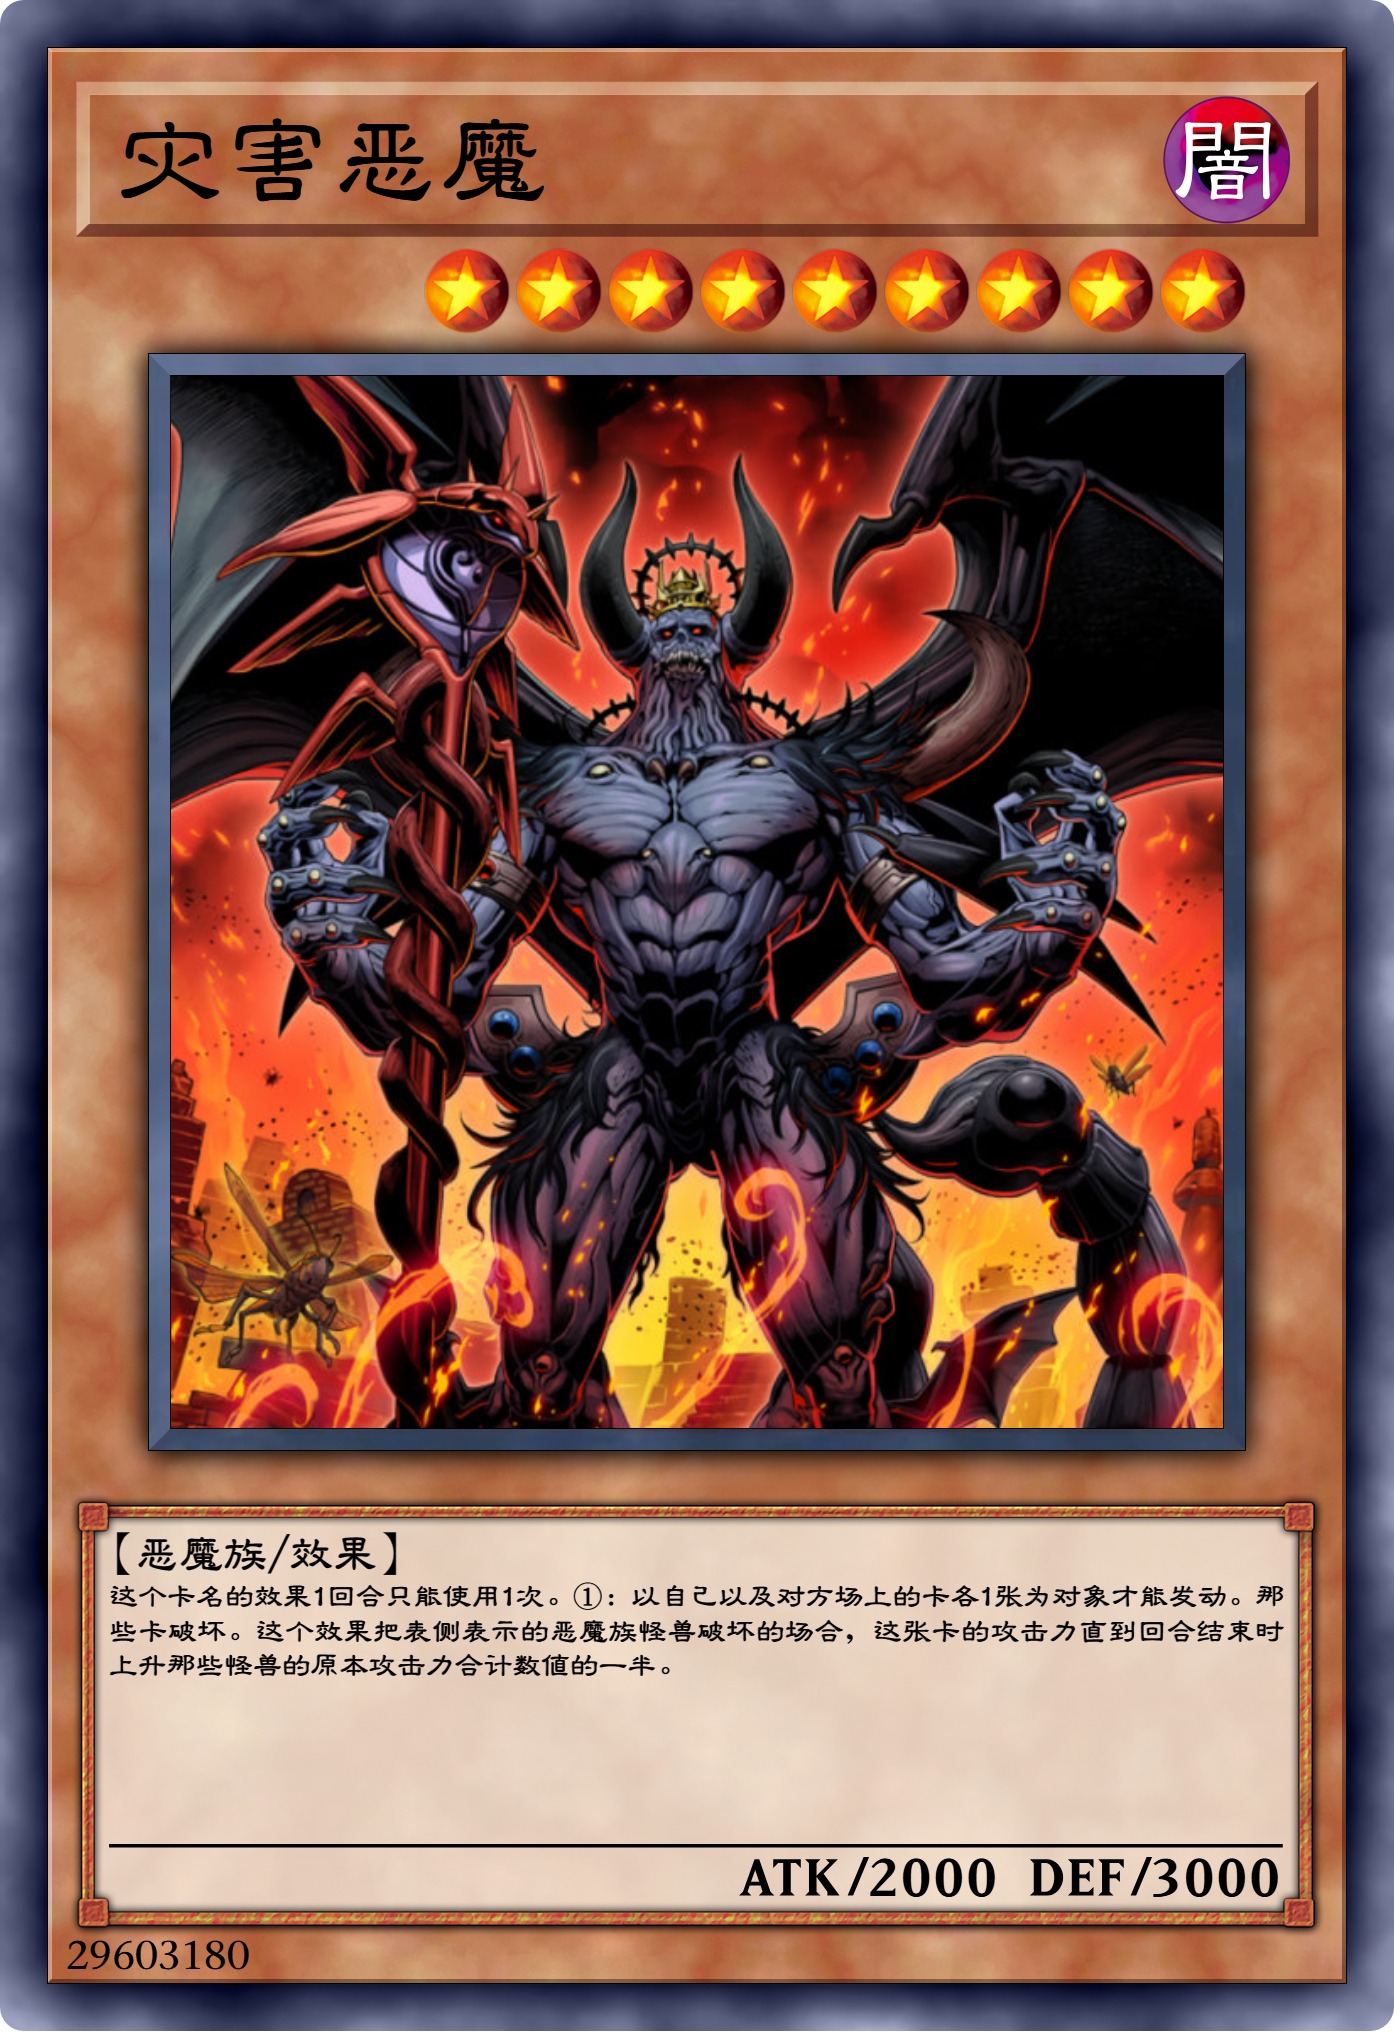 灾害恶魔
闇
【恶魔族/效果】
这个卡名的效果1回合只能使用1次。①：以自己以及对方场上的卡各1张为对象才能发动。那
些卡破坏。这个效果把表侧表示的恶魔族怪兽破坏的场合，这张卡的攻击力直到回合结束时
上升那些怪兽的原本攻击力合计数值的一半。
ATK/2000 DEF/3000
29603180